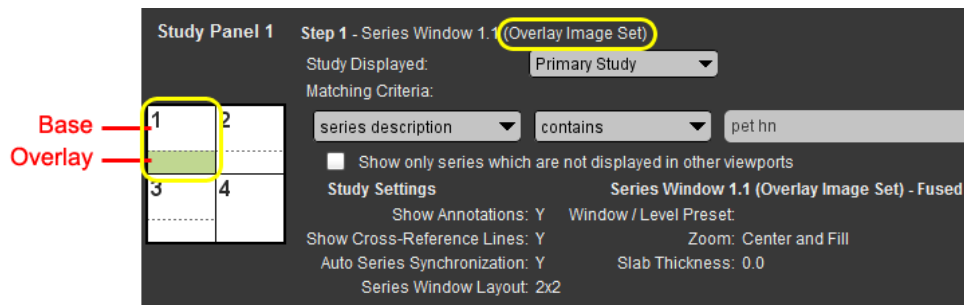 Study Panel 1 Step 1 - Series Window 1.1 (Overlay Image Set)
Study Displayed: Primary Study
Matching Criteria:
Base 1 2 series description contains pet hn
Overlay Show only series which are not displayed in other viewports
3 4 Study Settings Series Window 1.1 (Overlay Image Set) - Fused
Show Annotations: Y Window / Level Preset:
Show Cross-Reference Lines: Y Zoom: Center and Fill
Auto Series Synchronization: Y Slab Thickness: 0.0
Series Window Layout: 2x2